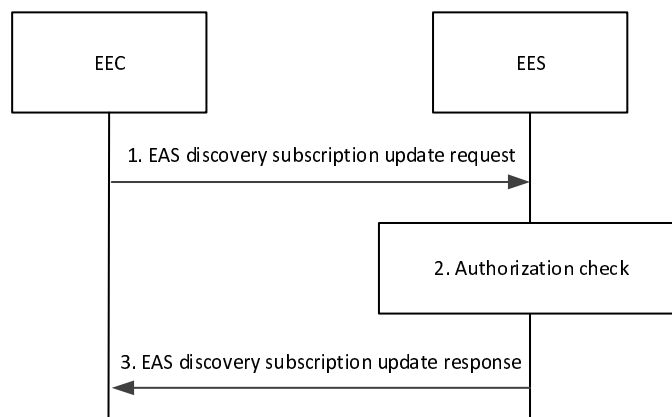 EEC
EES
1. EAS discovery subscription update request
2. Authorization check
3. EAS discovery subscription update response